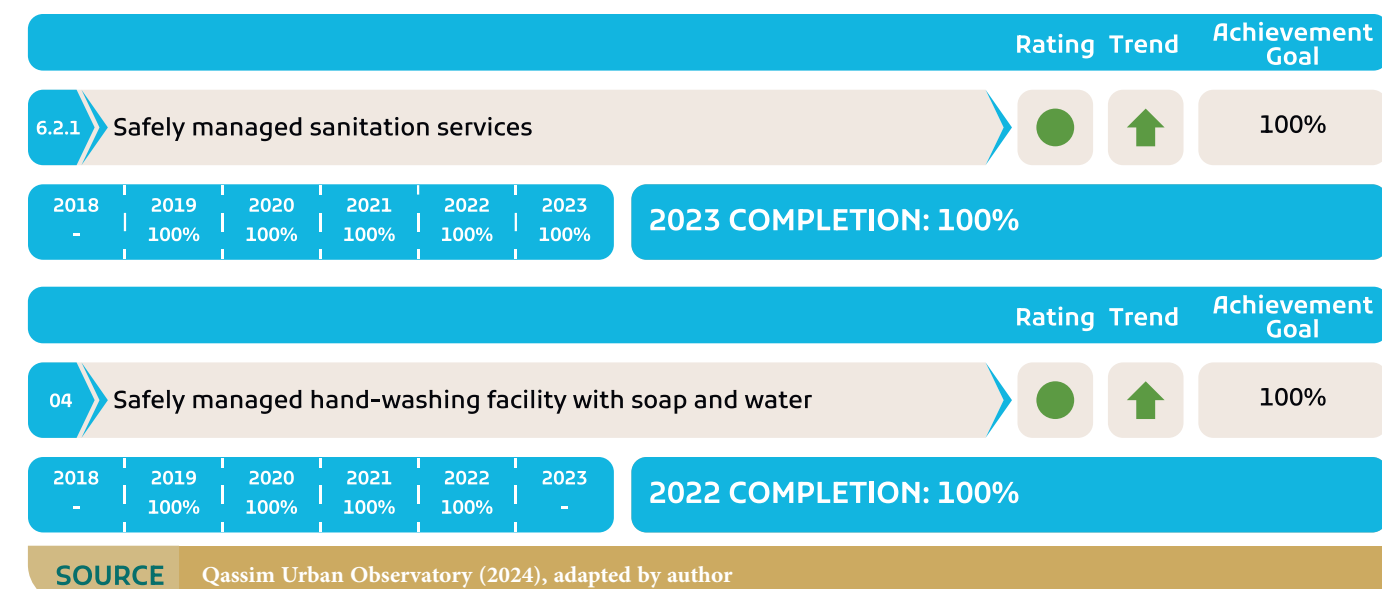 Rating Trend Achievement Goal
6.2.1 Safely managed sanitation services 100%
2018 2019 2020 2021 2022 2023
- 100% 100% 100% 100% 100%
2023 COMPLETION: 100%
Rating Trend Achievement Goal
04 Safely managed hand-washing facility with soap and water 100%
2018 2019 2020 2021 2022 2023
- 100% 100% 100% 100% -
2022 COMPLETION: 100%
SOURCE Qassim Urban Observatory (2024), adapted by author